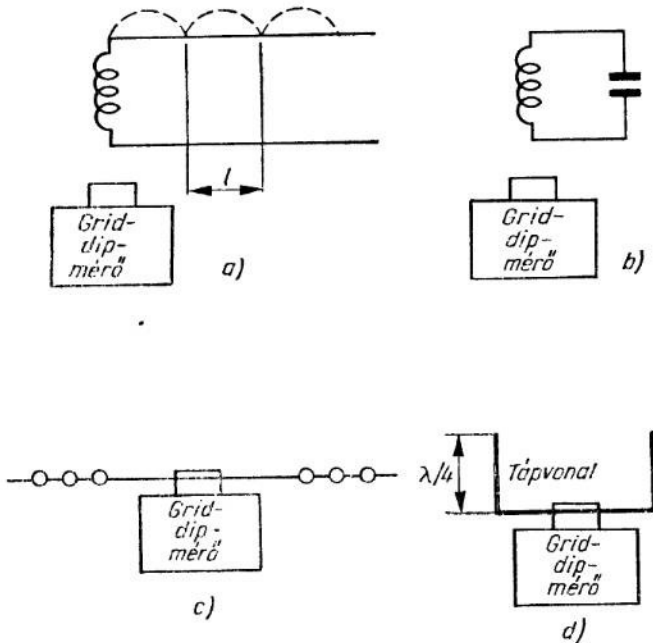 l
Grid-
dip-
mérő
a)
Grid-
dip-
mérő
b)
Grid-
dip-
mérő
c)
λ/4
Tápvonal
Grid-
dip-
mérő
d)